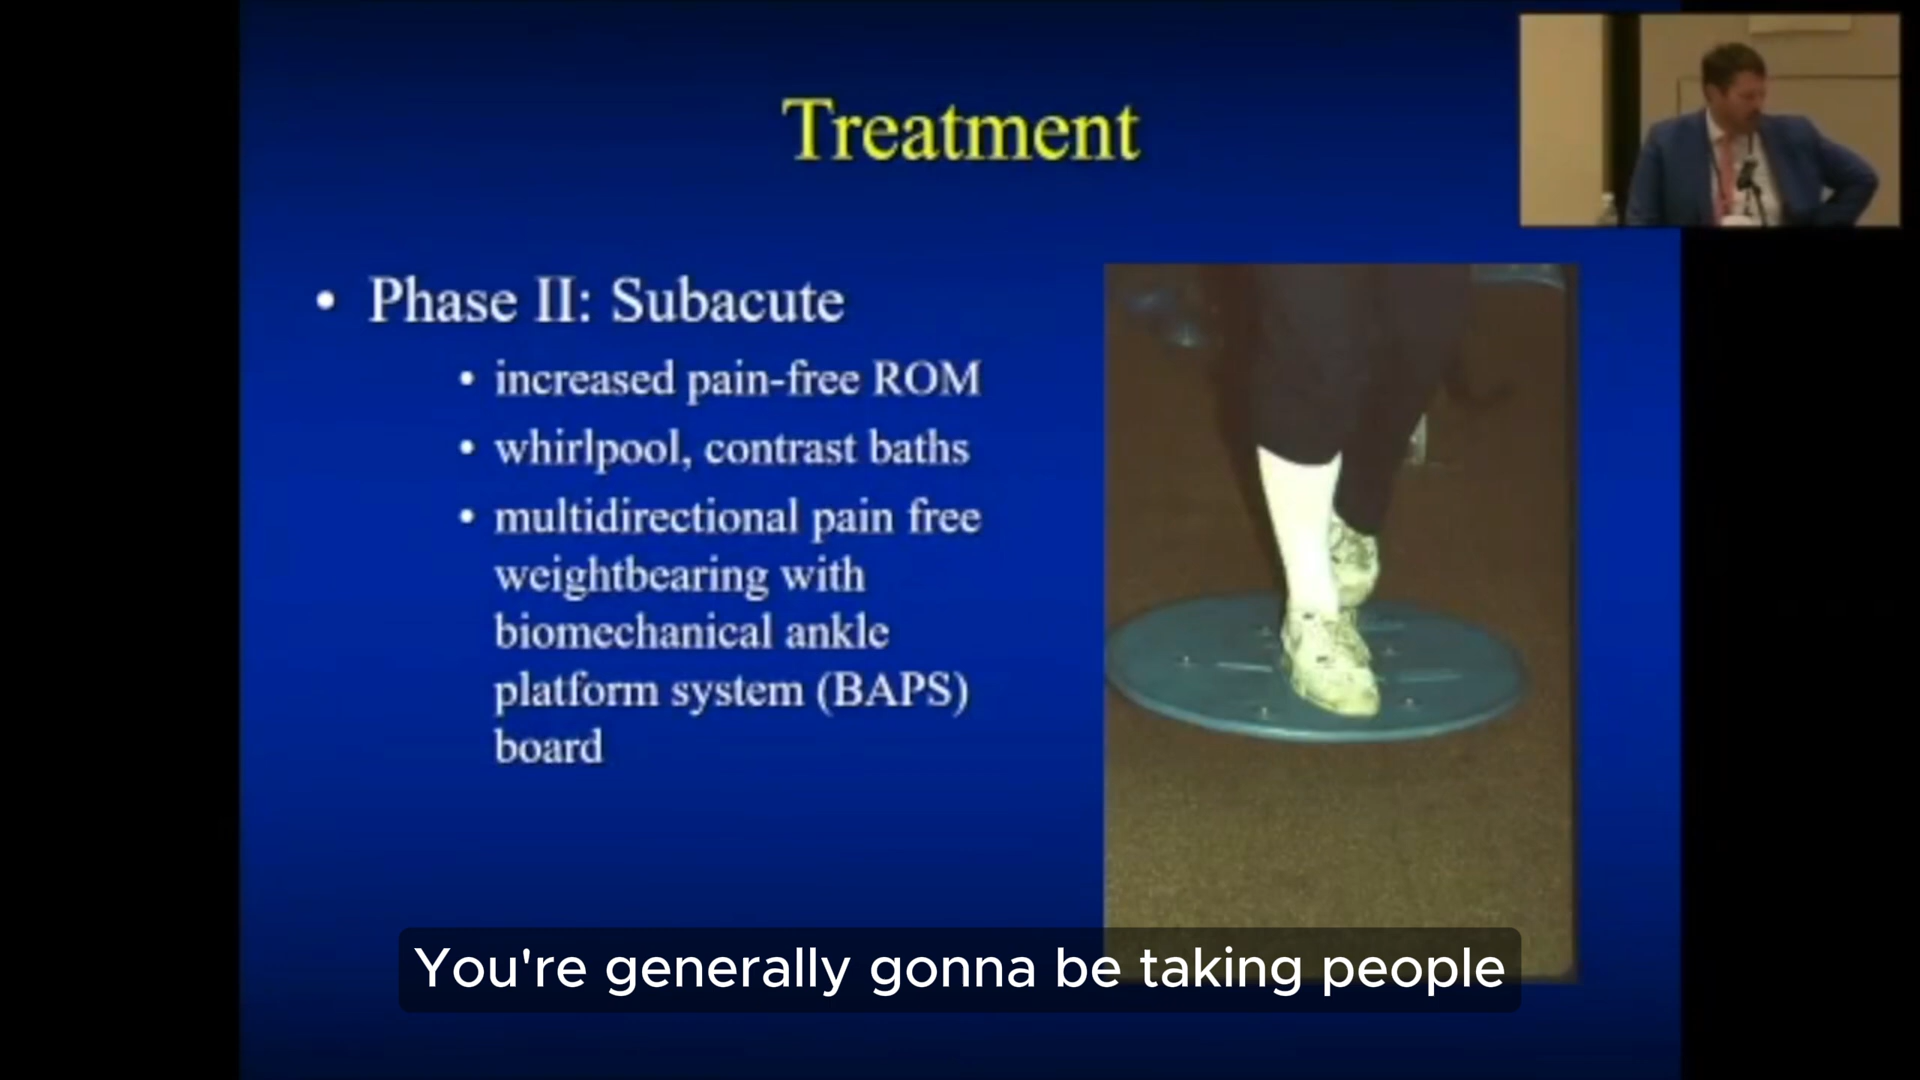 Treatment
• Phase II: Subacute
• increased pain-free ROM
• whirlpool, contrast baths
• multidirectional pain free
weightbearing with
biomechanical ankle
platform system (BAPS)
board
You're generally gonna be taking people